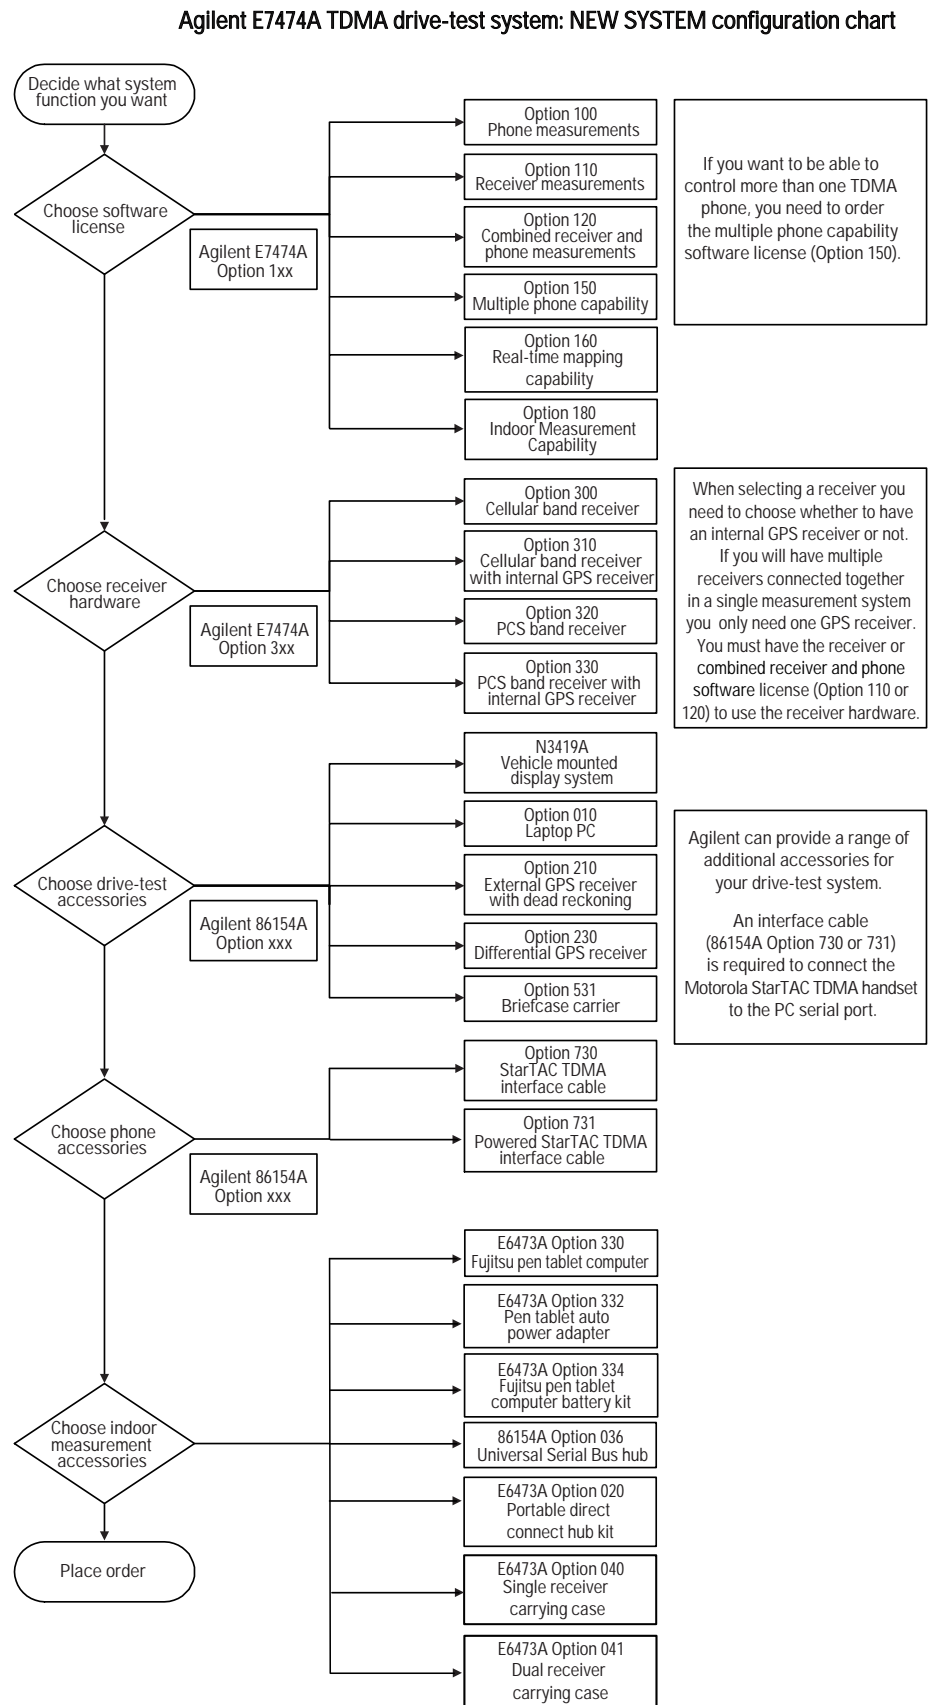 Agilent E7474A TDMA drive-test system: NEW SYSTEM configuration chart
Decide what system
function you want
Choose software
license
Agilent E7474A
Option 1xx
Option 100
Phone measurements
Option 110
Receiver measurements
Option 120
Combined receiver and
phone measurements
Option 150
Multiple phone capability
Option 160
Real-time mapping
capability
Option 180
Indoor Measurement
Capability
If you want to be able to
control more than one TDMA
phone, you need to order
the multiple phone capability
software license (Option 150).
Choose receiver
hardware
Agilent E7474A
Option 3xx
Option 300
Cellular band receiver
Option 310
Cellular band receiver
with internal GPS receiver
Option 320
PCS band receiver
Option 330
PCS band receiver with
internal GPS receiver
When selecting a receiver you
need to choose whether to have
an internal GPS receiver or not.
If you will have multiple
receivers connected together
in a single measurement system
you only need one GPS receiver.
You must have the receiver or
combined receiver and phone
software license (Option 110 or
120) to use the receiver hardware.
Choose drive-test
accessories
Agilent 86154A
Option xxx
N3419A
Vehicle mounted
display system
Option 010
Laptop PC
Option 210
External GPS receiver
with dead reckoning
Option 230
Differential GPS receiver
Option 531
Briefcase carrier
Agilent can provide a range of
additional accessories for
your drive-test system.
An interface cable
(86154A Option 730 or 731)
is required to connect the
Motorola StarTAC TDMA handset
to the PC serial port.
Choose phone
accessories
Agilent 86154A
Option xxx
Option 730
StarTAC TDMA
interface cable
Option 731
Powered StarTAC TDMA
interface cable
Choose indoor
measurement
accessories
E6473A Option 330
Fujitsu pen tablet computer
E6473A Option 332
Pen tablet auto
power adapter
E6473A Option 334
Fujitsu pen tablet
computer battery kit
86154A Option 036
Universal Serial Bus hub
E6473A Option 020
Portable direct
connect hub kit
E6473A Option 040
Single receiver
carrying case
E6473A Option 041
Dual receiver
carrying case
Place order